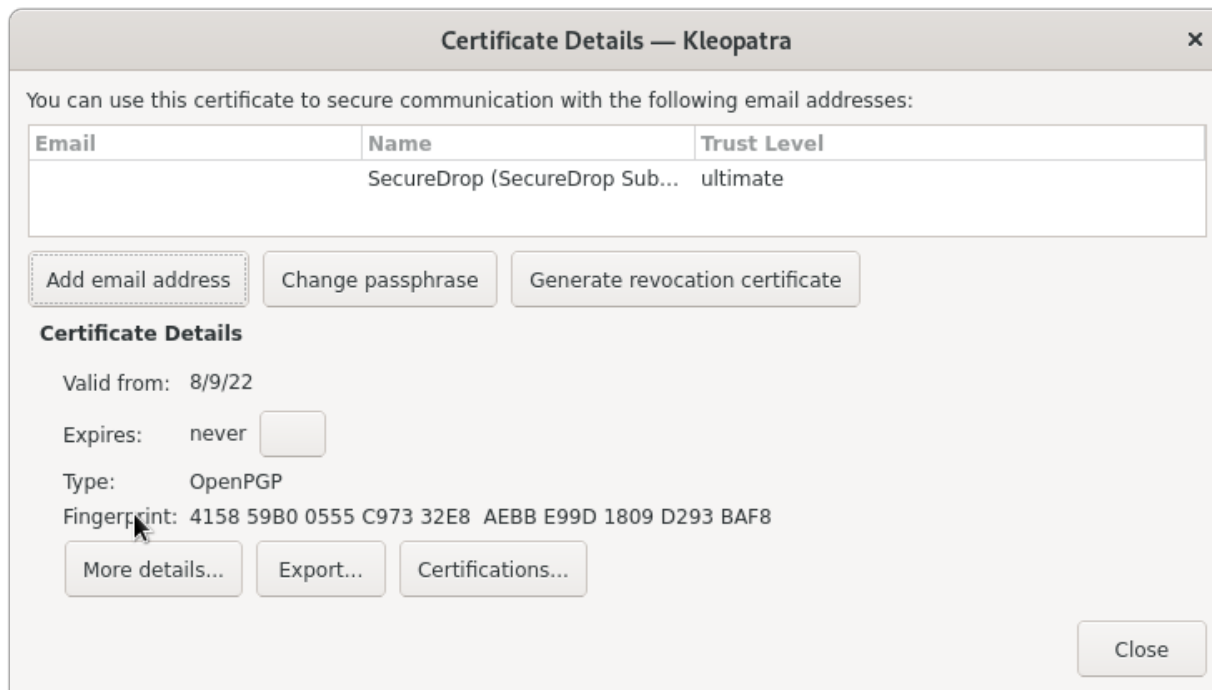 Certificate Details — Kleopatra ×
You can use this certificate to secure communication with the following email addresses:
Email Name Trust Level
SecureDrop (SecureDrop Sub... ultimate
Add email address Change passphrase Generate revocation certificate
Certificate Details
Valid from: 8/9/22
Expires: never
Type: OpenPGP
Fingerprint: 4158 59B0 0555 C973 32E8  AEBB E99D 1809 D293 BAF8
More details... Export... Certifications...
Close